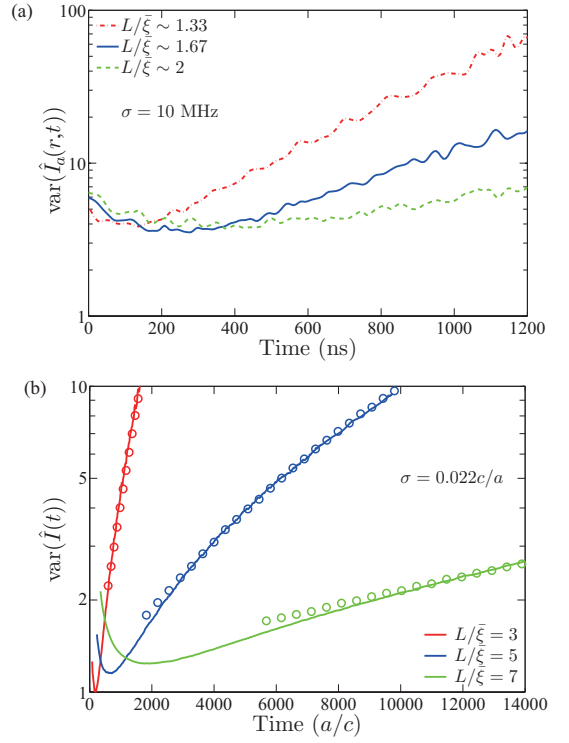 (a)
100
10
1
var(Î_a(r,t))
L/ξ̄ ~ 1.33
L/ξ̄ ~ 1.67
L/ξ̄ ~ 2
σ = 10 MHz
0 200 400 600 800 1000 1200
Time (ns)
(b)
10
5
2
1
var(Î(t))
σ = 0.022c/a
L/ξ̄ = 3
L/ξ̄ = 5
L/ξ̄ = 7
0 2000 4000 6000 8000 10000 12000 14000
Time (a/c)